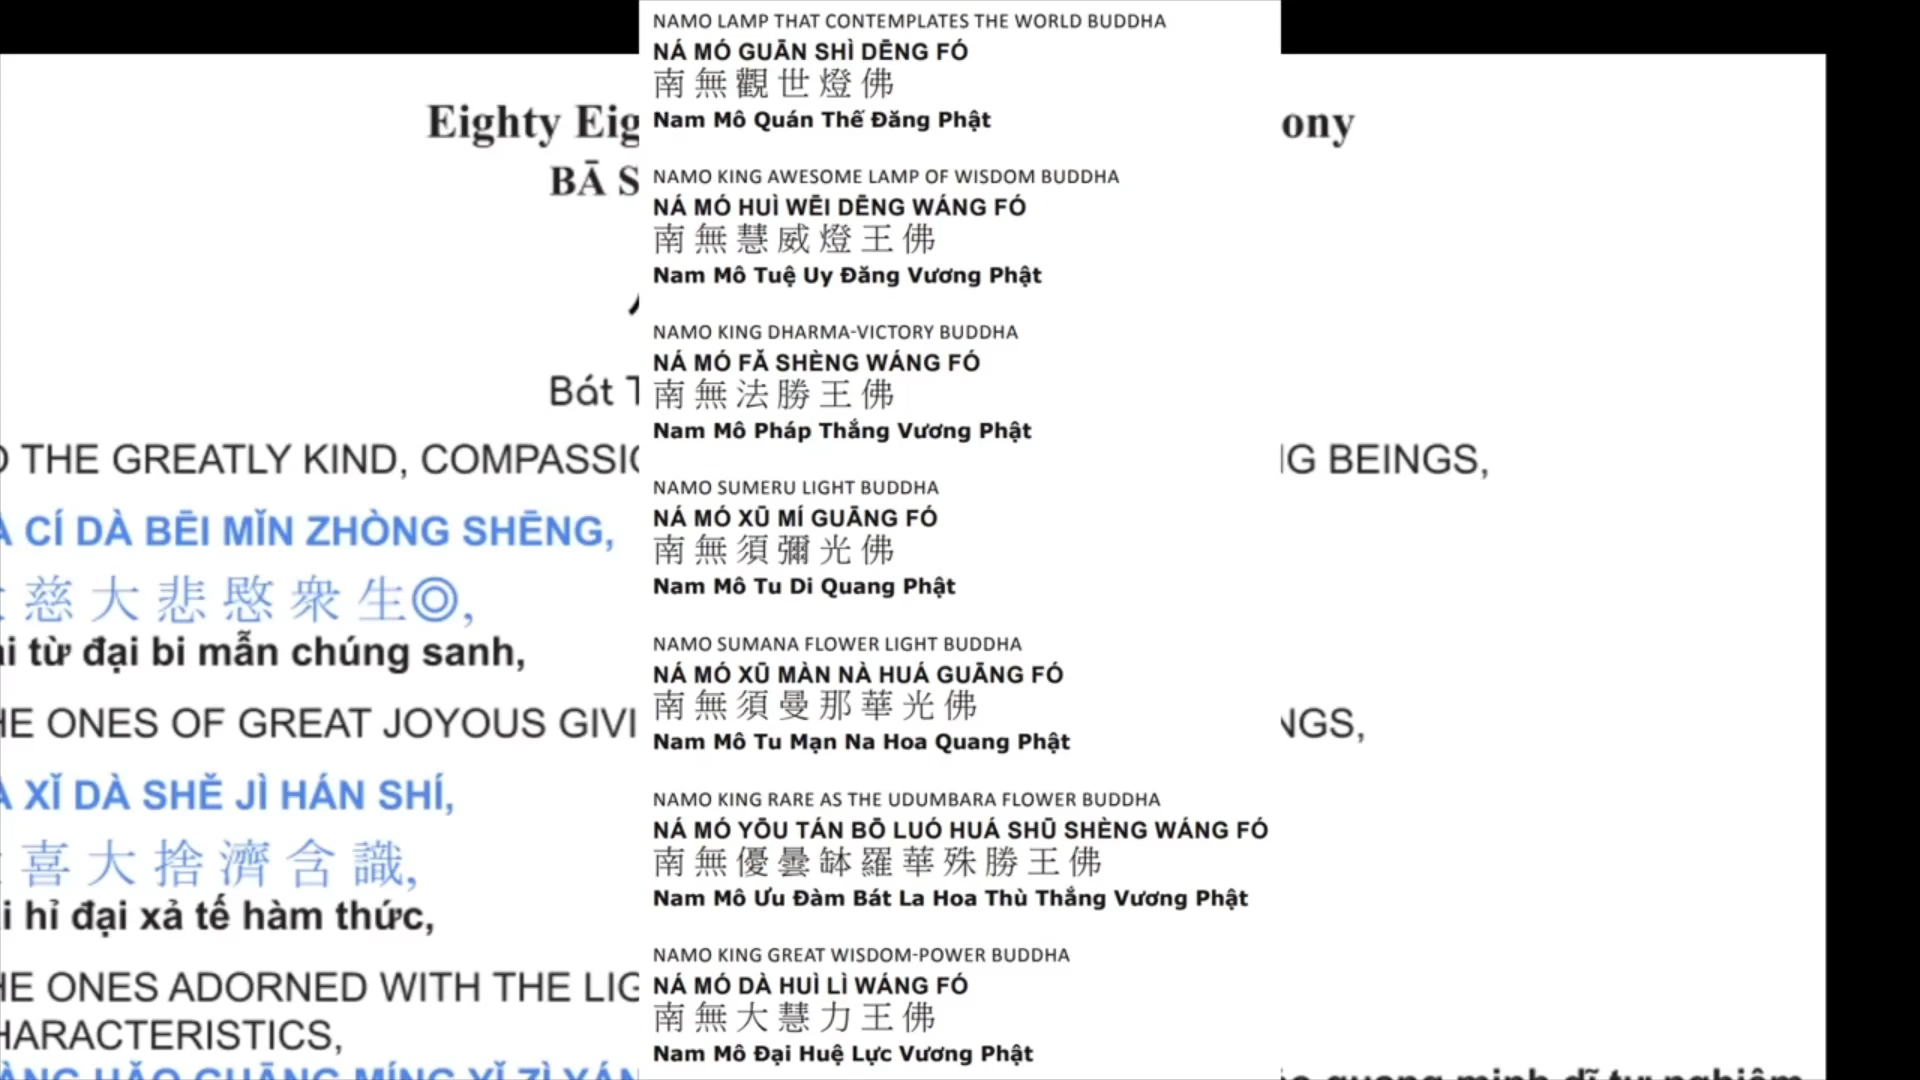 NAMO LAMP THAT CONTEMPLATES THE WORLD BUDDHA
NÁ MÓ GUĀN SHÌ DĒNG FÓ
南無觀世燈佛
Nam Mô Quán Thế Đăng Phật
NAMO KING AWESOME LAMP OF WISDOM BUDDHA
NÁ MÓ HUÌ WĒI DĒNG WÁNG FÓ
南無慧威燈王佛
Nam Mô Tuệ Uy Đăng Vương Phật
NAMO KING DHARMA-VICTORY BUDDHA
NÁ MÓ FǍ SHÈNG WÁNG FÓ
南無法勝王佛
Nam Mô Pháp Thắng Vương Phật
NAMO SUMERU LIGHT BUDDHA
NÁ MÓ XŪ MÍ GUĀNG FÓ
南無須彌光佛
Nam Mô Tu Di Quang Phật
NAMO SUMANA FLOWER LIGHT BUDDHA
NÁ MÓ XŪ MÀN NÀ HUÁ GUĀNG FÓ
南無須曼那華光佛
Nam Mô Tu Mạn Na Hoa Quang Phật
NAMO KING RARE AS THE UDUMBARA FLOWER BUDDHA
NÁ MÓ YŌU TÁN BŌ LUÓ HUÁ SHŪ SHÈNG WÁNG FÓ
南無優曇缽羅華殊勝王佛
Nam Mô Ưu Đàm Bát La Hoa Thù Thắng Vương Phật
NAMO KING GREAT WISDOM-POWER BUDDHA
NÁ MÓ DÀ HUÌ LÌ WÁNG FÓ
南無大慧力王佛
Nam Mô Đại Huệ Lực Vương Phật
Eighty
BĀ
Bát
THE GREATLY KIND, BEINGS,
CÍ DÀ BĒI MǏN ZHÒNG SHĒNG,
慈大悲愍衆生◎,
từ đại bi mẫn chúng sanh,
ONES OF GREAT JOYOUS
XǏ DÀ SHĚ JÌ HÁN SHÍ,
喜大捨濟含識,
hỉ đại xả tế hàm thức,
ONES ADORNED WITH THE
HǍO GUĀNG MÍNG YǏ ZÌ quang minh dĩ tự nghiêm